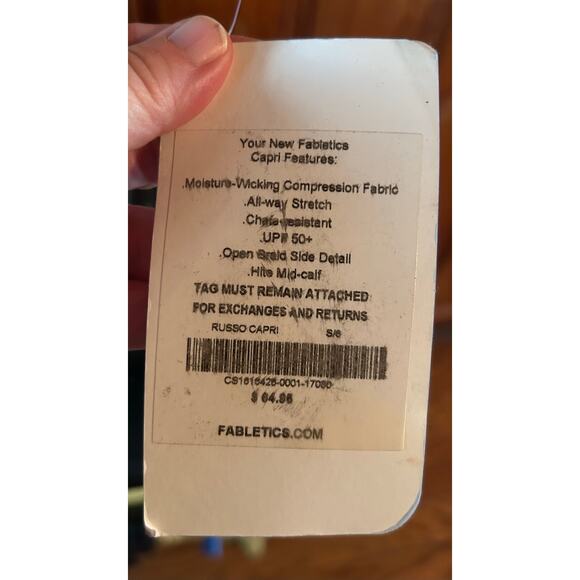 Your New Fabletics
Capri Features:
.Moisture-Wicking Compression Fabric
.All-way Stretch
.Chafe-resistant
.UPF 50+
.Open Braid Side Detail
.Hits Mid-calf
TAG MUST REMAIN ATTACHED
FOR EXCHANGES AND RETURNS
RUSSO CAPRI S/6
$ 64.95
FABLETICS.COM